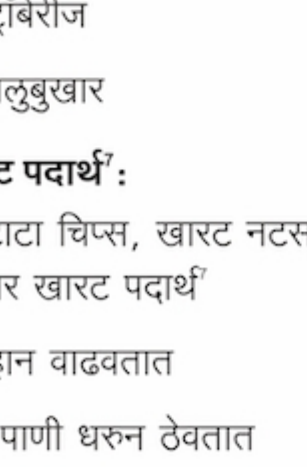 पदार्थ⁷ :
चिप्स, खारट नटस
खारट पदार्थ⁷
वाढवतात
पाणी धरुन ठेवतात